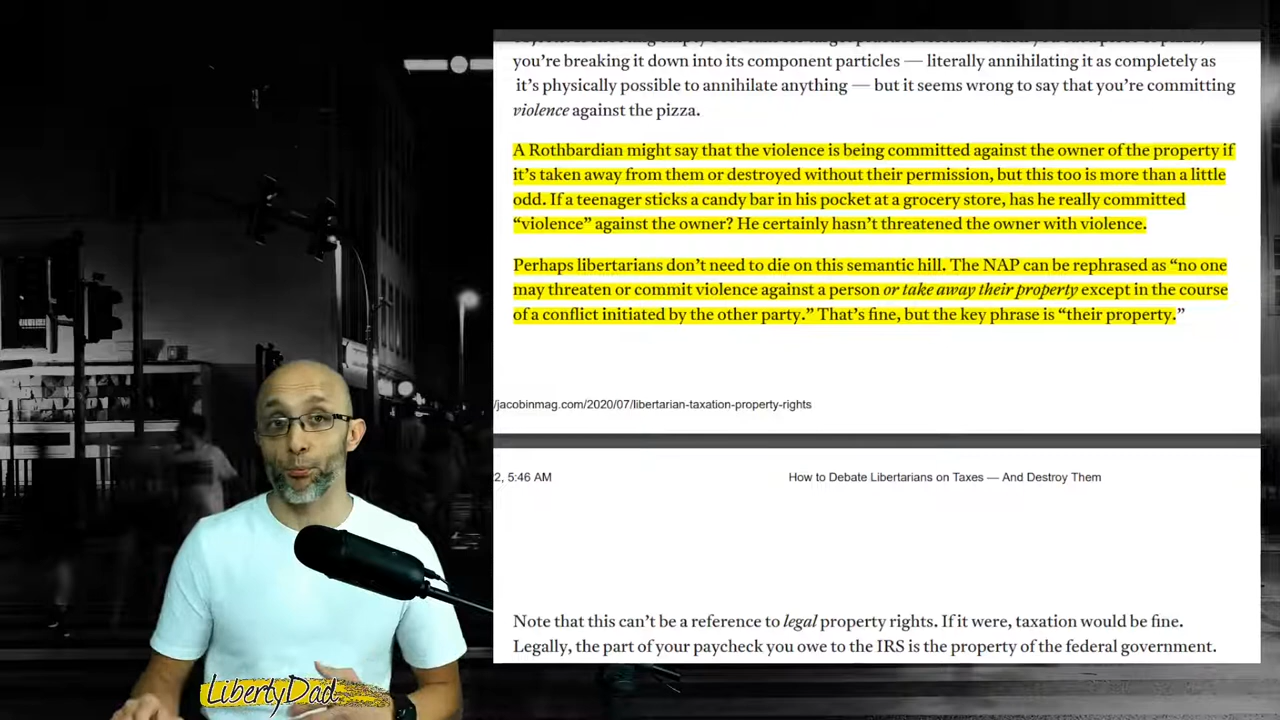 you’re breaking it down into its component particles — literally annihilating it as completely as
it’s physically possible to annihilate anything — but it seems wrong to say that you’re committing
violence against the pizza.
A Rothbardian might say that the violence is being committed against the owner of the property if
it’s taken away from them or destroyed without their permission, but this too is more than a little
odd. If a teenager sticks a candy bar in his pocket at a grocery store, has he really committed
“violence” against the owner? He certainly hasn’t threatened the owner with violence.
Perhaps libertarians don’t need to die on this semantic hill. The NAP can be rephrased as “no one
may threaten or commit violence against a person or take away their property except in the course
of a conflict initiated by the other party.” That’s fine, but the key phrase is “their property.”
/jacobinmag.com/2020/07/libertarian-taxation-property-rights
2, 5:46 AM
How to Debate Libertarians on Taxes — And Destroy Them
Note that this can’t be a reference to legal property rights. If it were, taxation would be fine.
Legally, the part of your paycheck you owe to the IRS is the property of the federal government.
LibertyDad